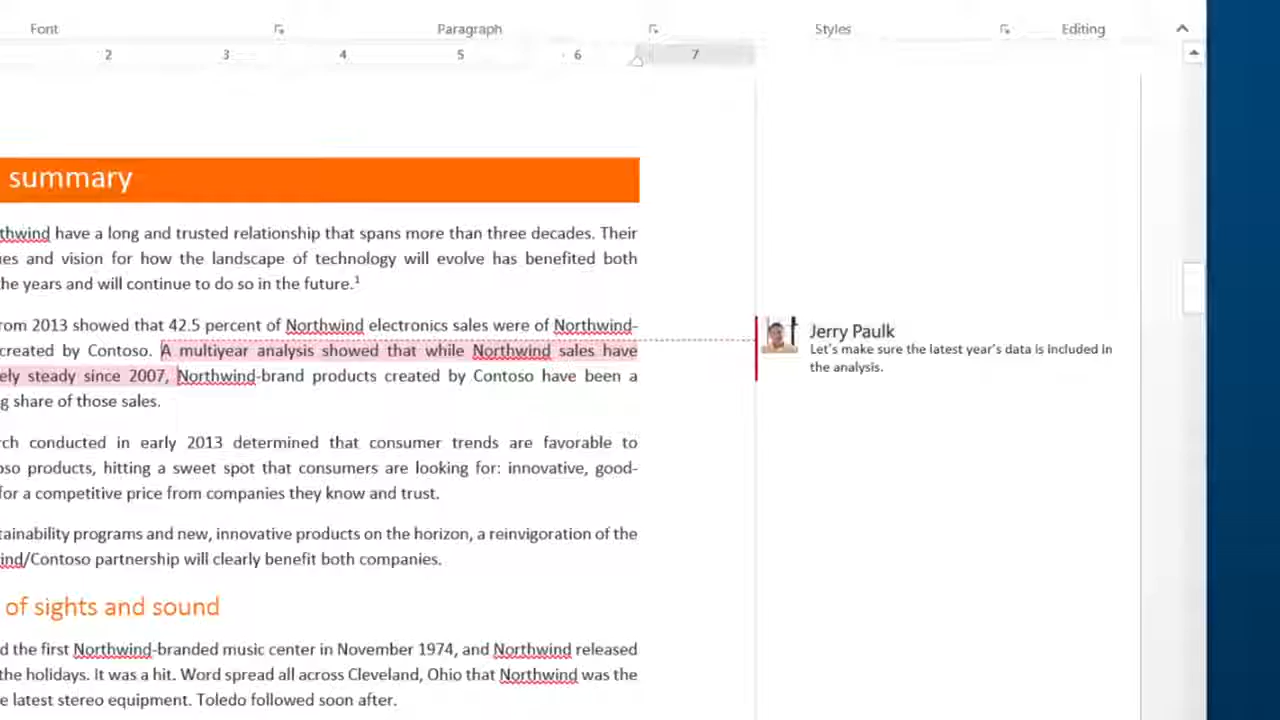 Font Paragraph Styles Editing
2 3 4 5 6 7
summary
thwind have a long and trusted relationship that spans more than three decades. Their
es and vision for how the landscape of technology will evolve has benefited both
he years and will continue to do so in the future.¹
rom 2013 showed that 42.5 percent of Northwind electronics sales were of Northwind-
created by Contoso. A multiyear analysis showed that while Northwind sales have
ely steady since 2007, Northwind-brand products created by Contoso have been a
g share of those sales.
Jerry Paulk
Let's make sure the latest year's data is included in
the analysis.
rch conducted in early 2013 determined that consumer trends are favorable to
oso products, hitting a sweet spot that consumers are looking for: innovative, good-
for a competitive price from companies they know and trust.
tainability programs and new, innovative products on the horizon, a reinvigoration of the
ind/Contoso partnership will clearly benefit both companies.
of sights and sound
d the first Northwind-branded music center in November 1974, and Northwind released
the holidays. It was a hit. Word spread all across Cleveland, Ohio that Northwind was the
e latest stereo equipment. Toledo followed soon after.